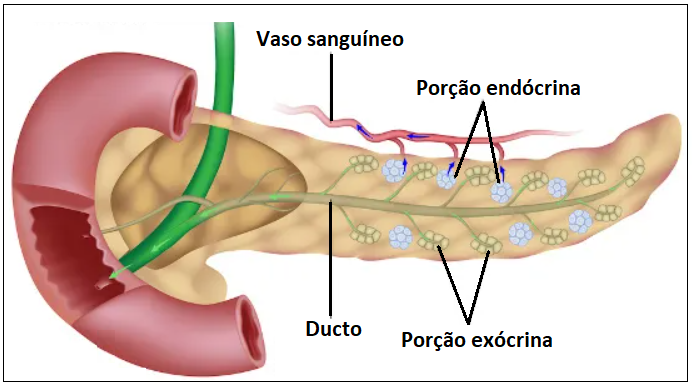 Vaso sanguíneo
Porção endócrina
Ducto
Porção exócrina